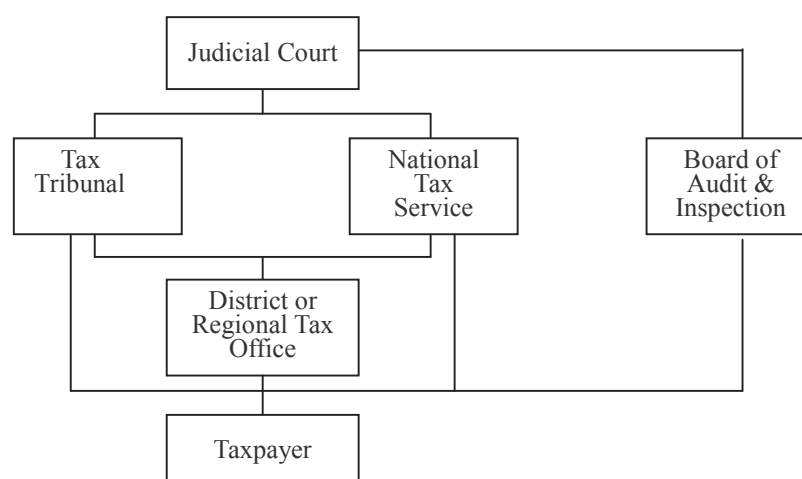 Judicial Court
Tax
Tribunal
National
Tax
Service
Board of
Audit &
Inspection
District or
Regional Tax
Office
Taxpayer